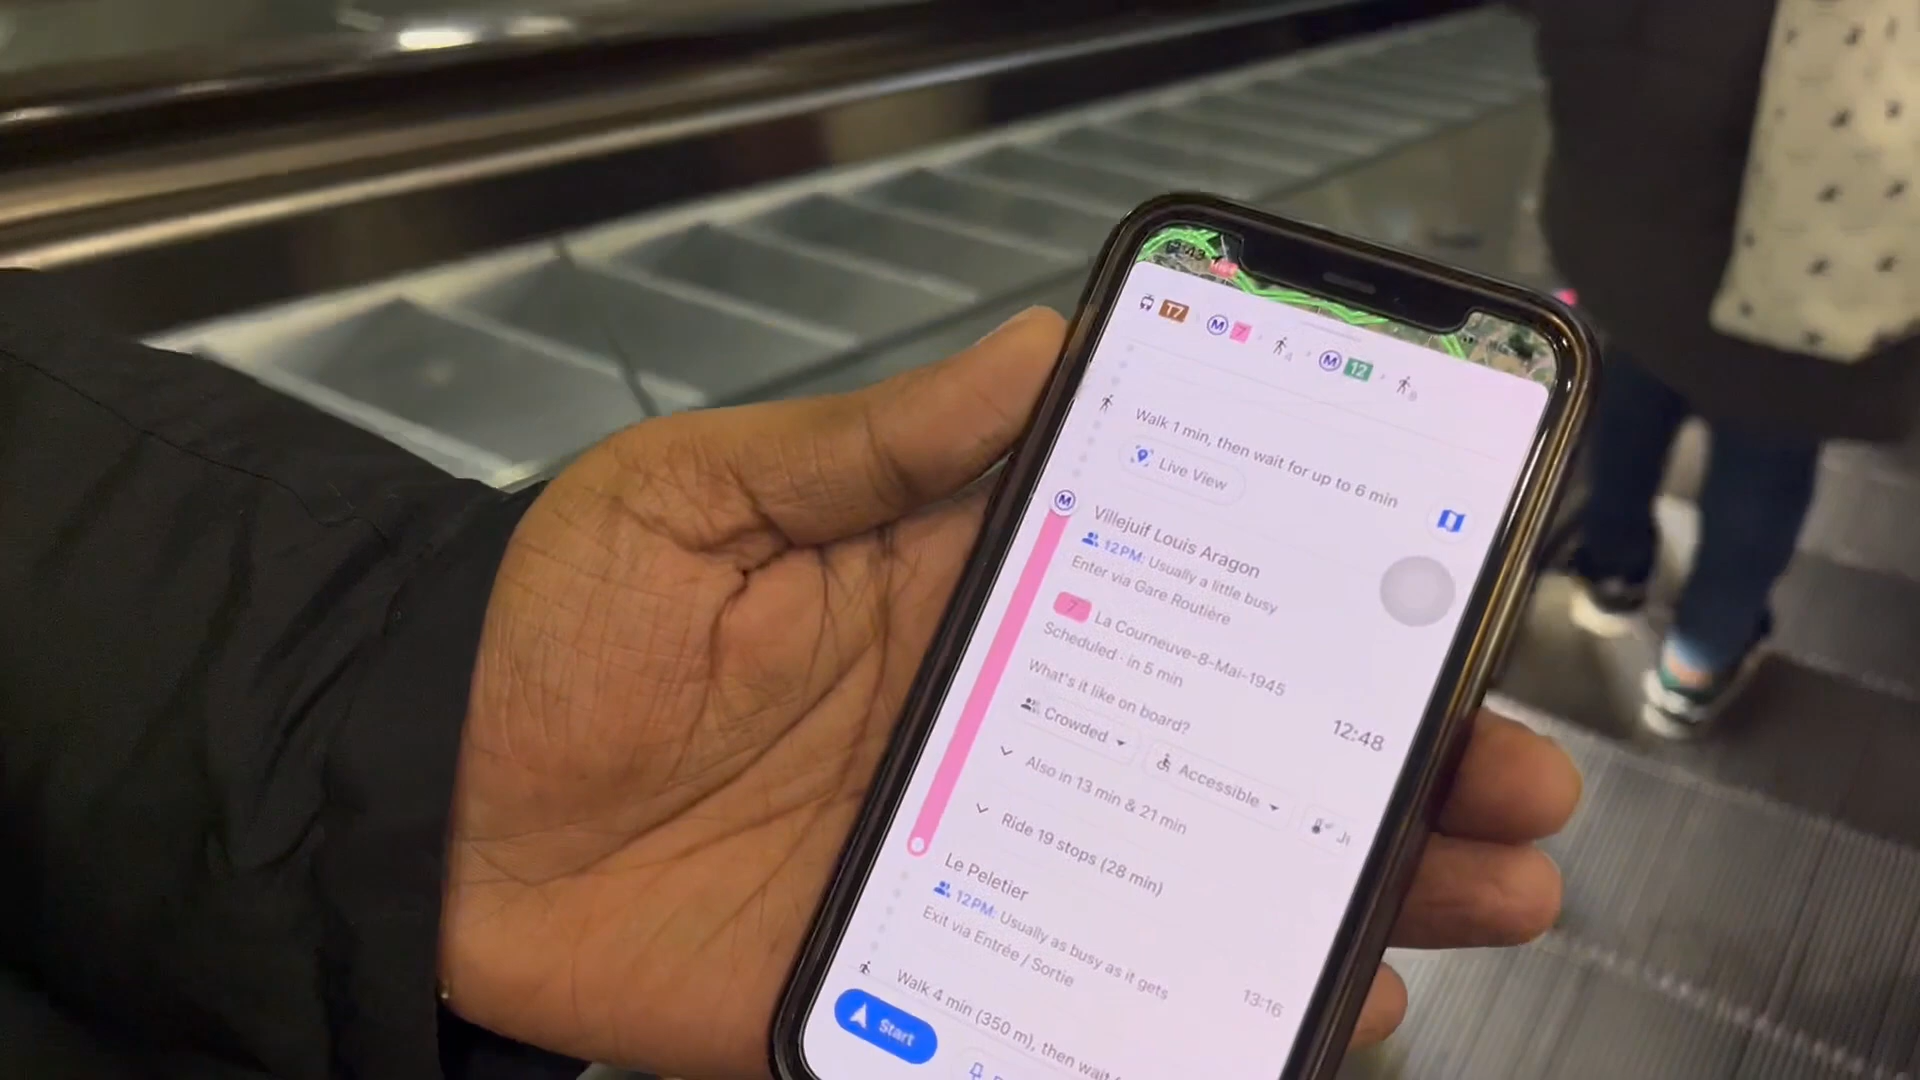 12:43
T7 M 7 4 M 12 8
Walk 1 min, then wait for up to 6 min
Live View
M
Villejuif Louis Aragon
12PM: Usually a little busy
Enter via Gare Routière
7 La Courneuve-8-Mai-1945
Scheduled · in 5 min
12:48
What's it like on board?
Crowded Accessible
Also in 13 min & 21 min
Ride 19 stops (28 min)
Le Peletier
12PM: Usually as busy as it gets
Exit via Entrée / Sortie
13:16
Walk 4 min (350 m), then wait
Start